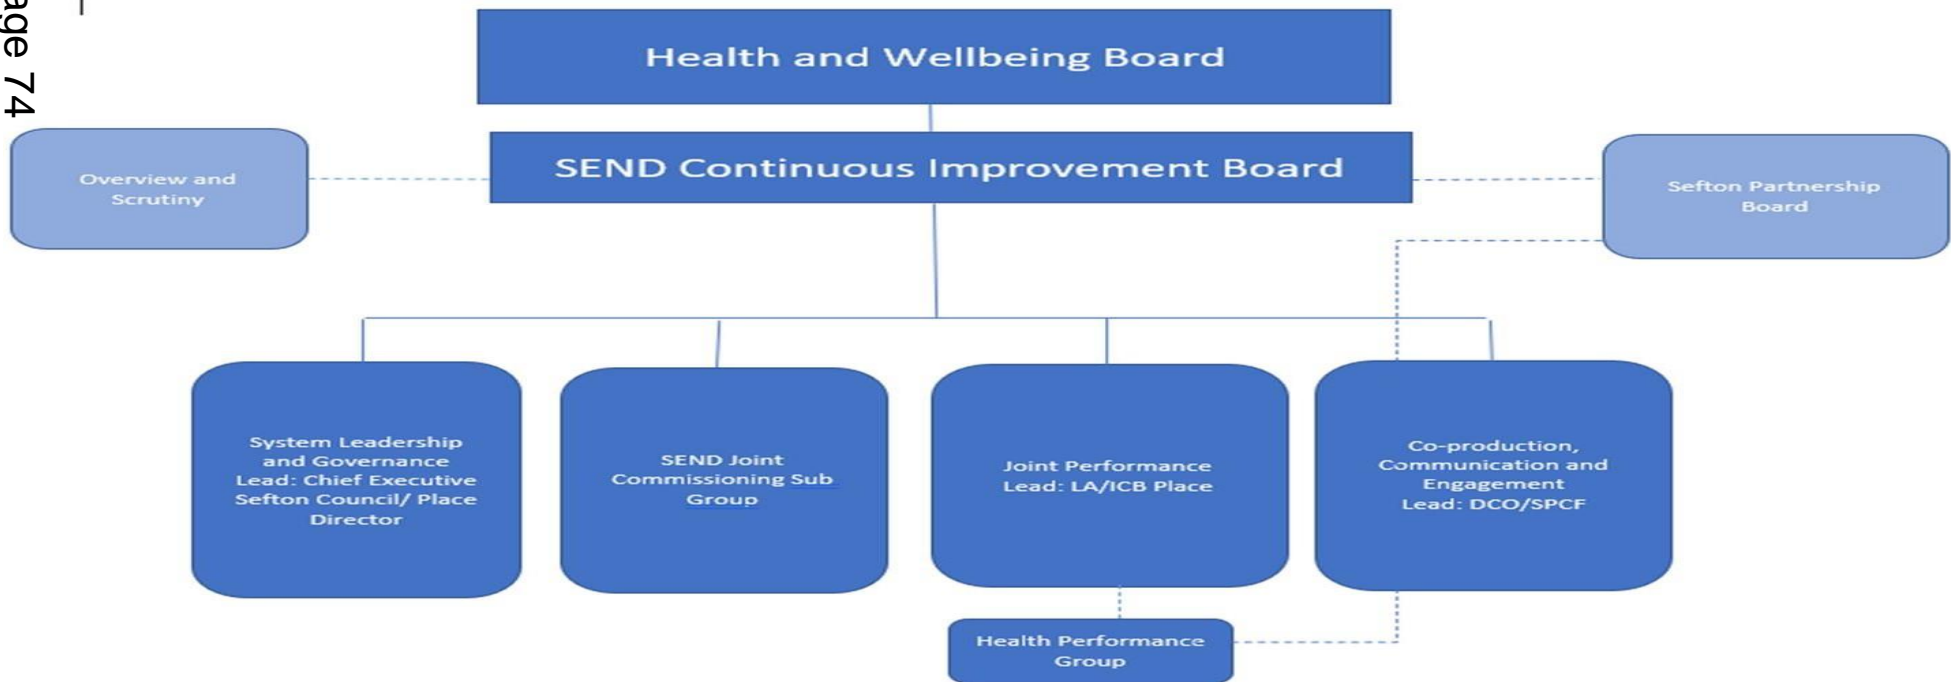 age 74
Health and Wellbeing Board
SEND Continuous Improvement Board
Overview and
Scrutiny
Sefton Partnership
Board
System Leadership
and Governance
Lead: Chief Executive
Sefton Council/ Place
Director
SEND Joint
Commissioning Sub
Group
Joint Performance
Lead: LA/ICB Place
Co-production,
Communication and
Engagement
Lead: DCO/SPCF
Health Performance
Group